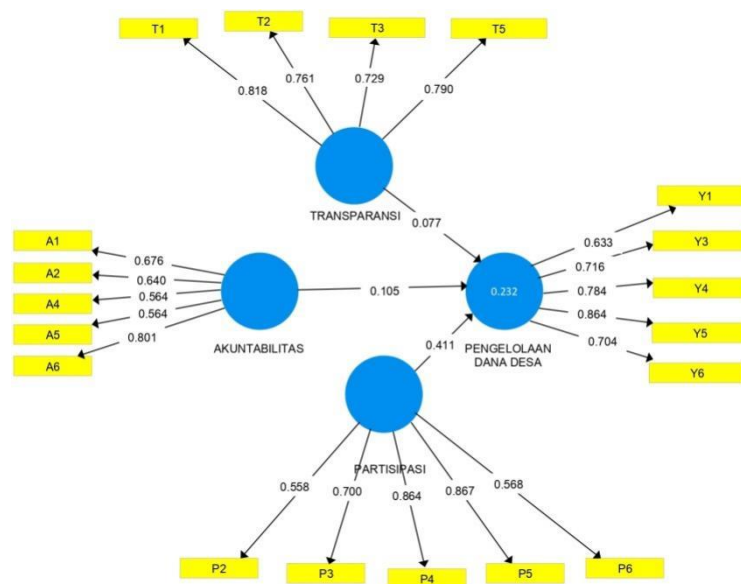 T1
T2
T3
T5
0.818
0.761
0.729
0.790
TRANSPARANSI
0.077
A1
A2
A4
A5
A6
0.676
0.640
0.564
0.564
0.801
AKUNTABILITAS
0.105
0.232
PENGELOLAAN
DANA DESA
Y1
Y3
Y4
Y5
Y6
0.633
0.716
0.784
0.864
0.704
0.411
PARTISIPASI
0.558
0.700
0.864
0.867
0.568
P2
P3
P4
P5
P6